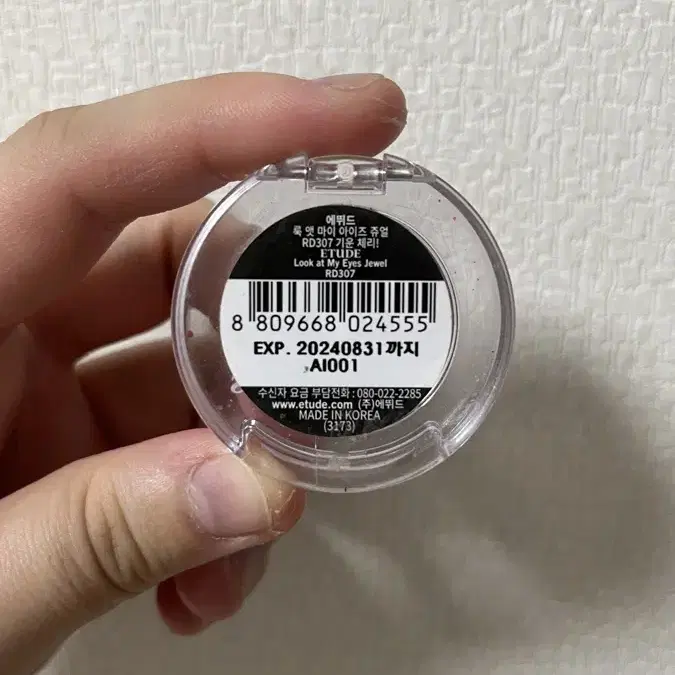 에뛰드
룩 앳 마이 아이즈 쥬얼
RD307 기운 체리!
ETUDE
Look at My Eyes Jewel
RD307
8 809668 024555
EXP. 20240831까지
AI001
수신자 요금 부담전화 : 080-022-2285
www.etude.com (주)에뛰드
MADE IN KOREA
(3173)